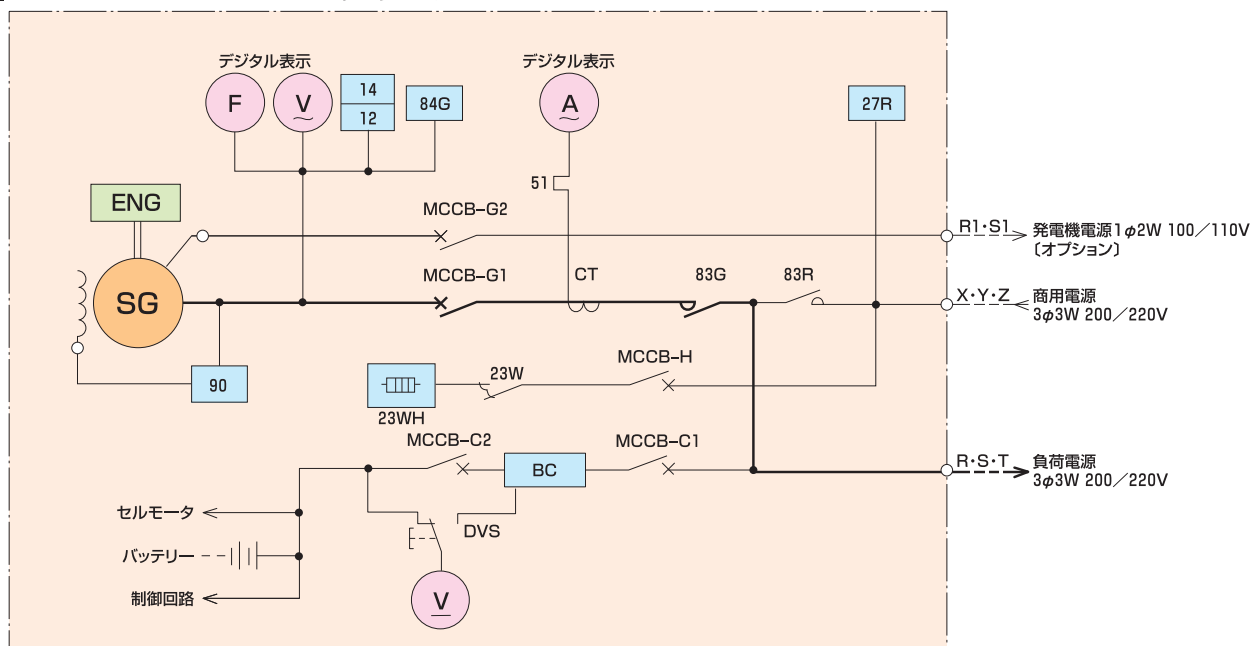 デジタル表示
デジタル表示
F
V
14
12
84G
A
27R
51
ENG
MCCB-G2
R1・S1
発電機電源1φ2W 100／110V
〔オプション〕
SG
MCCB-G1
CT
83G
83R
X・Y・Z
商用電源
3φ3W 200／220V
90
23WH
23W
MCCB-H
MCCB-C2
BC
MCCB-C1
R・S・T
負荷電源
3φ3W 200／220V
セルモータ
DVS
バッテリー
制御回路
V